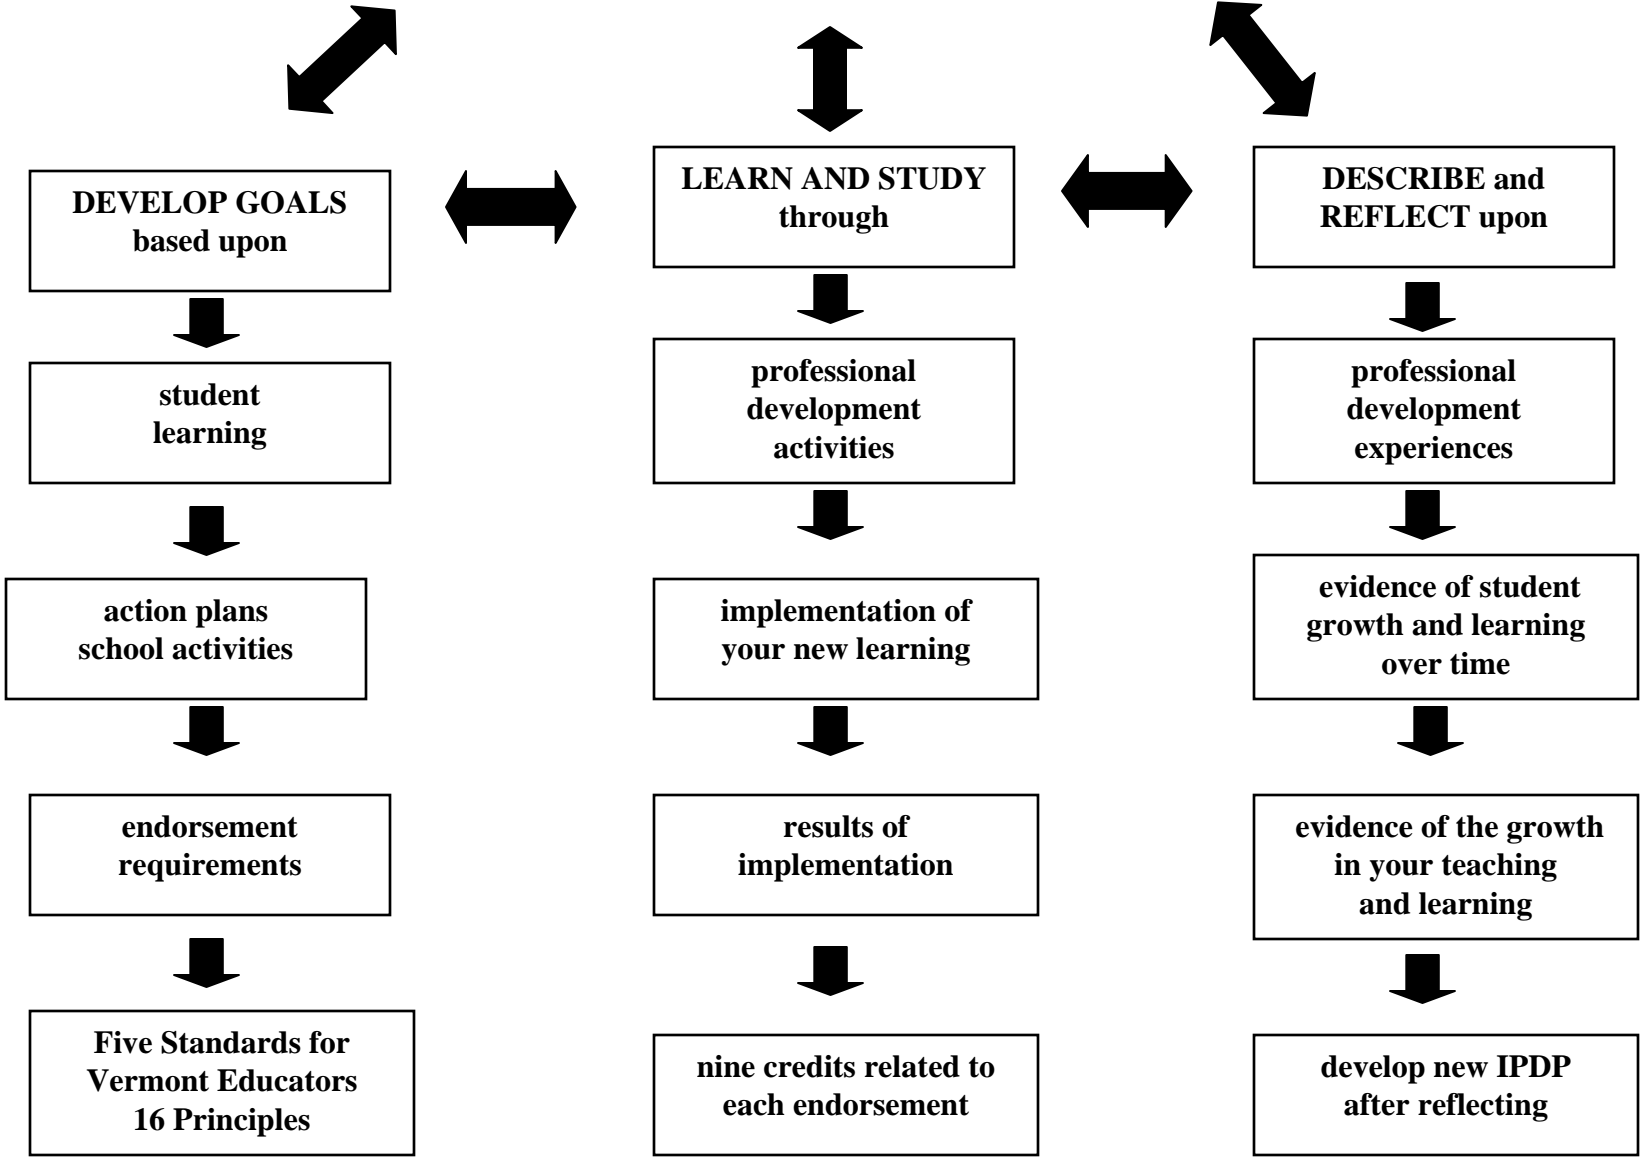 DEVELOP GOALS
based upon
student
learning
action plans
school activities
endorsement
requirements
Five Standards for
Vermont Educators
16 Principles
LEARN AND STUDY
through
professional
development
activities
implementation of
your new learning
results of
implementation
nine credits related to
each endorsement
DESCRIBE and
REFLECT upon
professional
development
experiences
evidence of student
growth and learning
over time
evidence of the growth
in your teaching
and learning
develop new IPDP
after reflecting